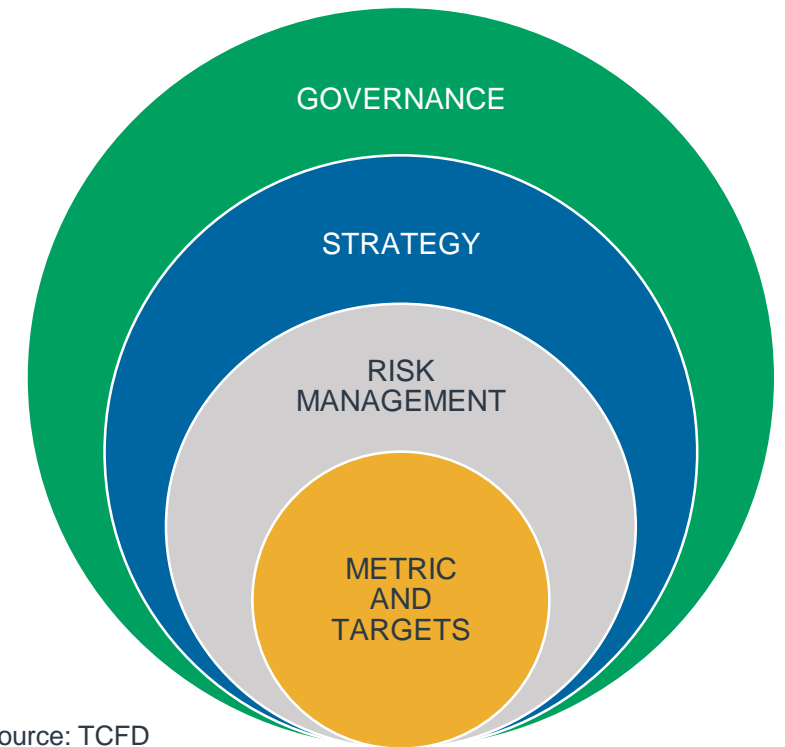 GOVERNANCE
STRATEGY
RISK
MANAGEMENT
METRIC
AND
TARGETS
ource: TCFD